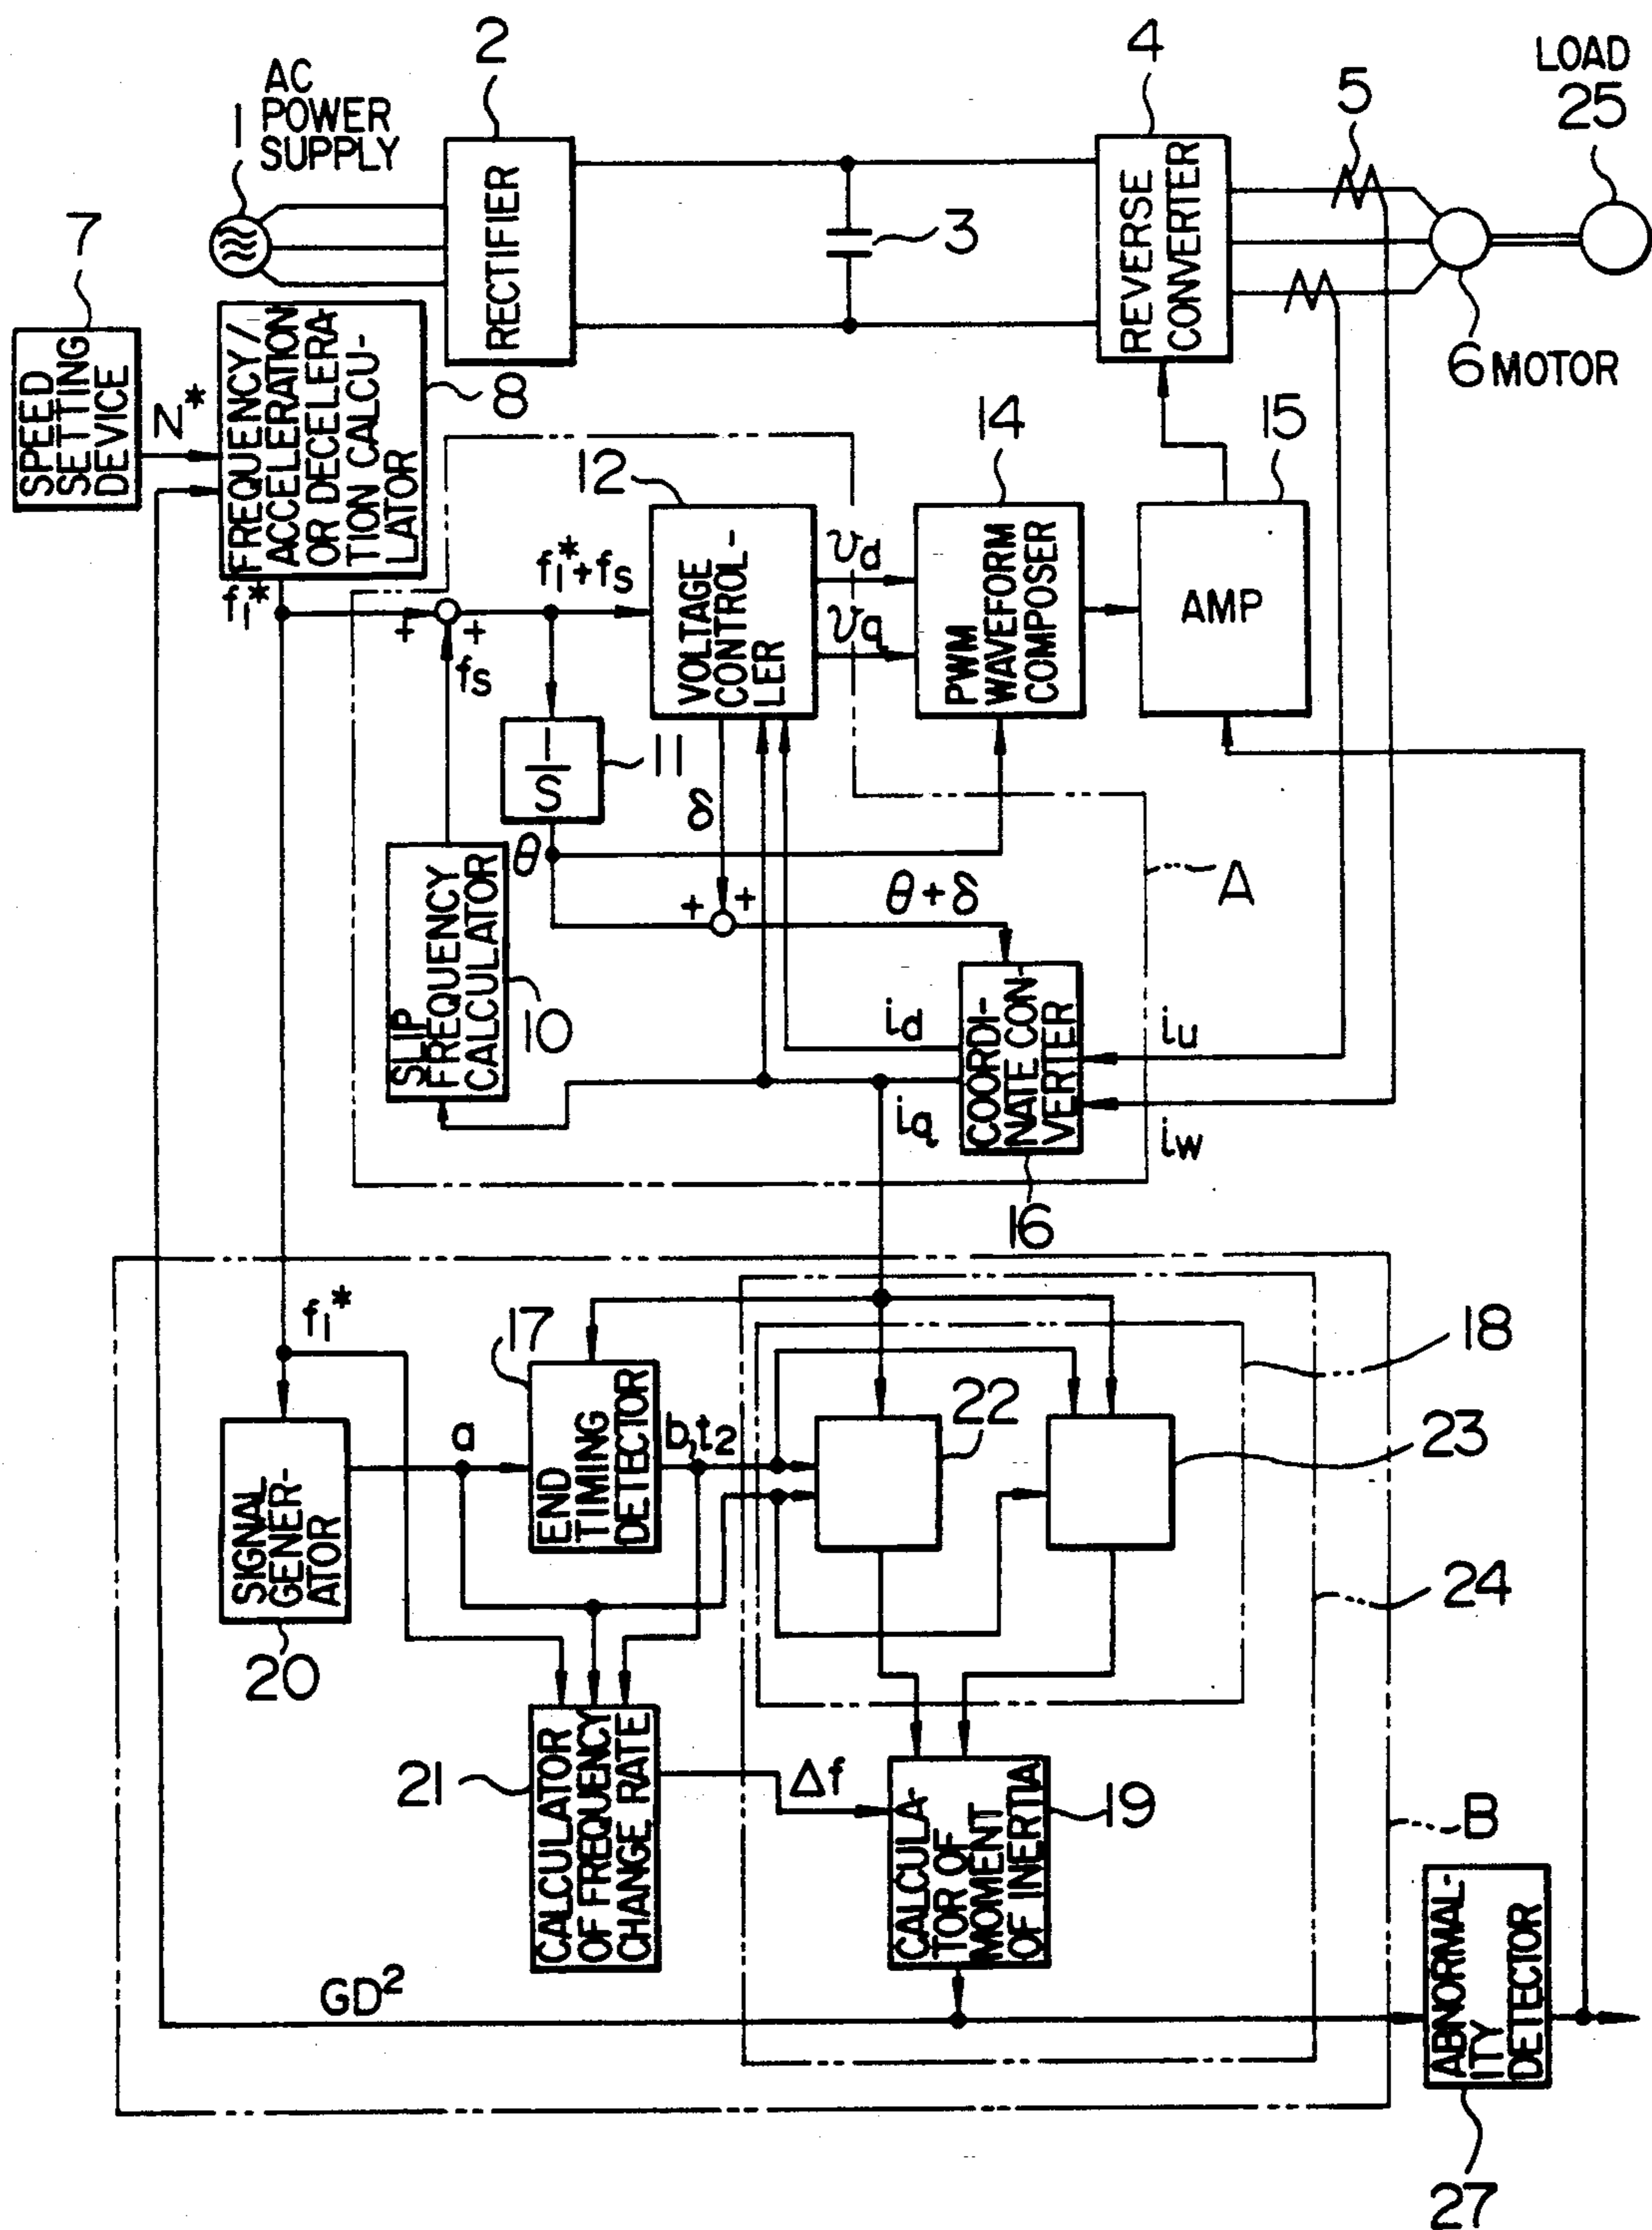 2
4
LOAD
25
AC
1 POWER
SUPPLY
5
7
RECTIFIER
3
REVERSE
CONVERTER
6 MOTOR
SPEED
SETTING
DEVICE
N*
FREQUENCY/
ACCELERATION
OR DECELERA-
TION CALCU-
LATOR
8
12
14
15
f1*
f1*+fs
+
+
fs
VOLTAGE
CONTROL-
LER
υd
υq
PWM
WAVEFORM
COMPOSER
AMP
1
S
11
δ
θ
+
+
θ+δ
A
SLIP
FREQUENCY
CALCULATOR
10
id
iq
COORDI-
NATE CON-
VERTER
iu
iw
16
f1*
17
18
a
END
TIMING
DETECTOR
b,t2
22
23
SIGNAL
GENER-
ATOR
20
24
21
CALCULATOR
OF FREQUENCY
CHANGE RATE
Δf
CALCULA-
TOR OF
MOMENT
OF INERTIA
19
B
GD2
ABNORMAL-
ITY
DETECTOR
27